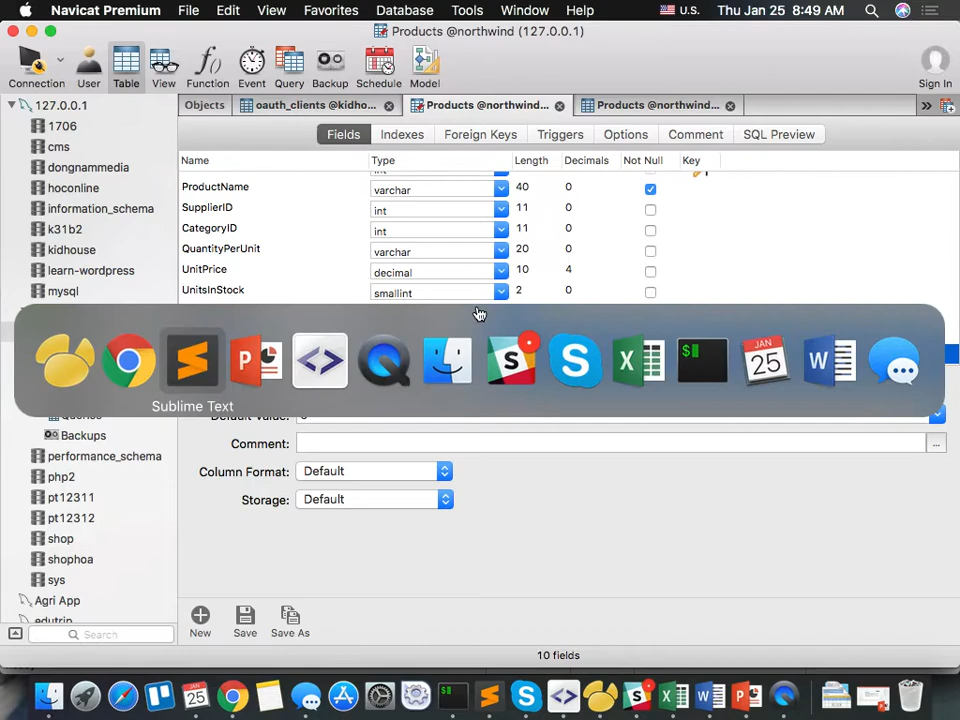 Navicat Premium File Edit View Favorites Database Tools Window Help U.S. Thu Jan 25 8:49 AM
Products @northwind (127.0.0.1)
Connection User Table View Function Event Query Backup Schedule Model Sign In
127.0.0.1
Objects oauth_clients @kidho... Products @northwind... Products @northwind... »
1706
cms
dongnammedia
hoconline
information_schema
k31b2
kidhouse
learn-wordpress
mysql
Fields Indexes Foreign Keys Triggers Options Comment SQL Preview
Name Type Length Decimals Not Null Key
ProductName varchar 40 0
SupplierID int 11 0
CategoryID int 11 0
QuantityPerUnit varchar 20 0
UnitPrice decimal 10 4
UnitsInStock smallint 2 0
Sublime Text
Backups
performance_schema
php2
pt12311
pt12312
shop
shophoa
sys
Agri App
edutrip
Comment: ...
Column Format: Default
Storage: Default
New Save Save As
Search
10 fields